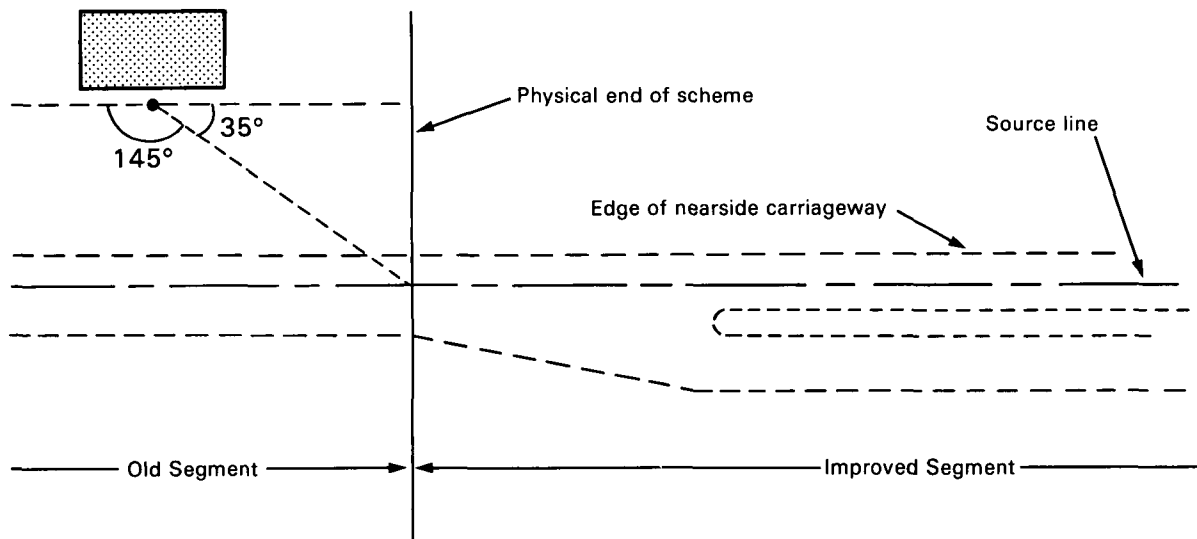 Physical end of scheme
Source line
35°
145°
Edge of nearside carriageway
Old Segment
Improved Segment